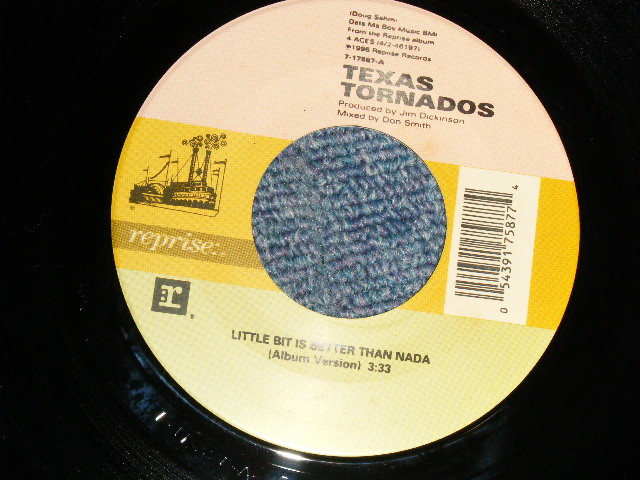 (Doug Sahm)
Dats Ma Boy Music BMI
From the Reprise album
4 ACES (4/2-46197)
℗1996 Reprise Records
7-17587-A
TEXAS
TORNADOS
Produced by Jim Dickinson
Mixed by Don Smith
reprise:.
:r
®
0 54391 75877 4
LITTLE BIT IS BETTER THAN NADA
(Album Version) 3:33